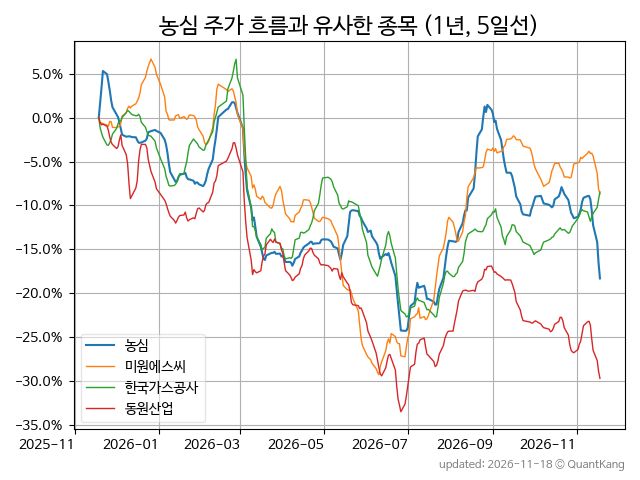 농심 주가 흐름과 유사한 종목 (1년, 5일선)
5.0%
0.0%
−5.0%
−10.0%
−15.0%
−20.0%
−25.0%
−30.0%
−35.0%
농심
미원에스씨
한국가스공사
동원산업
2025-11 2026-01 2026-03 2026-05 2026-07 2026-09 2026-11
updated: 2026-11-18 © QuantKang